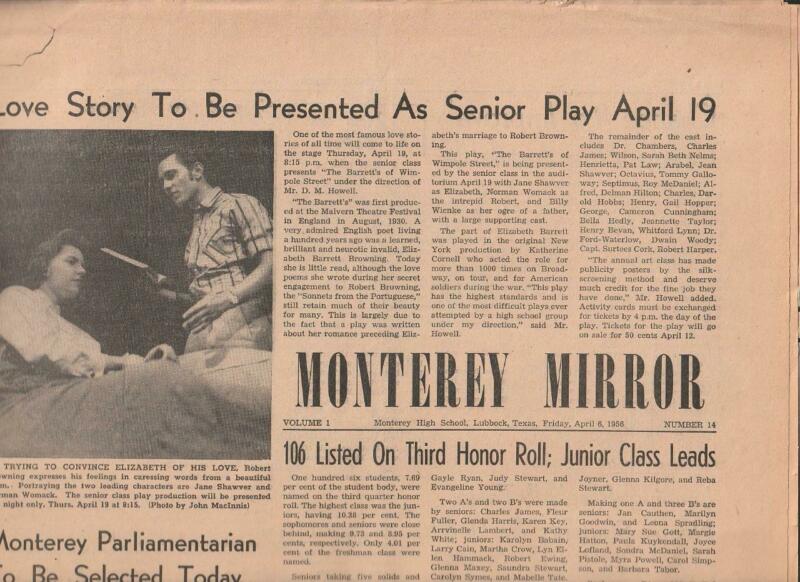 Love Story To Be Presented As Senior Play April 19
One of the most famous love sto-
ries of all time will come to life on
the stage Thursday, April 19, at
8:15 p.m. when the senior class
presents "The Barrett's of Wim-
pole Street" under the direction of
Mr. D. M. Howell.
"The Barrett's" was first produc-
ed at the Malvern Theatre Festival
in England in August, 1930. A
very admired English poet living
a hundred years ago was a learned,
brilliant and neurotic invalid, Eliz-
abeth Barrett Browning. Today
she is little read, although the love
poems she wrote during her secret
engagement to Robert Browning,
the "Sonnets from the Portuguese,"
still retain much of their beauty
for many. This is largely due to
the fact that a play was written
about her romance preceding Eliz-
abeth's marriage to Robert Brown-
ing.
This play, "The Barrett's of
Wimpole Street," is being present-
ed by the senior class in the audi-
torium April 19 with Jane Shawver
as Elizabeth, Norman Womack as
the intrepid Robert, and Billy
Wienke as her ogre of a father,
with a large supporting cast.
The part of Elizabeth Barrett
was played in the original New
York production by Katherine
Cornell who acted the role for
more than 1000 times on Broad-
way, on tour, and for American
soldiers during the war. "This play
has the highest standards and is
one of the most difficult plays ever
attempted by a high school group
under my direction," said Mr.
Howell.
The remainder of the cast in-
cludes Dr. Chambers, Charles
James; Wilson, Sarah Beth Nelms;
Henrietta, Pat Law; Arabel, Jean
Shawver; Octavius, Tommy Gallo-
way; Septimus, Roy McDaniel; Al-
fred, Delman Hilton; Charles, Dar-
old Hobbs; Henry, Gail Hopper;
George, Cameron Cunningham;
Bella Hedly, Jeannette Taylor;
Henry Bevan, Whitford Lynn; Dr.
Ford-Waterlow, Dwain Woody;
Capt. Surtees Cork, Robert Harper.
"The annual art class has made
publicity posters by the silk-
screening method and deserve
much credit for the fine job they
have done," Mr. Howell added.
Activity cards must be exchanged
for tickets by 4 p.m. the day of the
play. Tickets for the play will go
on sale for 50 cents April 12.
TRYING TO CONVINCE ELIZABETH OF HIS LOVE, Robert
wning expresses his feelings in caressing words from a beautiful
m. Portraying the two leading characters are Jane Shawver and
man Womack. The senior class play production will be presented
night only, Thurs. April 19 at 8:15. (Photo by John MacInnis)
MONTEREY MIRROR
VOLUME 1 Monterey High School, Lubbock, Texas, Friday, April 6, 1956 NUMBER 14
106 Listed On Third Honor Roll; Junior Class Leads
One hundred six students, 7.69
per cent of the student body, were
named on the third quarter honor
roll. The highest class was the jun-
iors, having 10.38 per cent. The
sophomores and seniors were close
behind, making 9.73 and 8.95 per
cents, respectively. Only 4.01 per
cent of the freshman class were
named.
Seniors taking five solids and
Gayle Ryan, Judy Stewart, and
Evangeline Young.
Two A's and two B's were made
by seniors: Charles James, Fleur
Fuller, Glenda Harris, Karen Key,
Arrvinelle Lambert, and Kathy
White; juniors: Karolyn Babain,
Larry Cain, Martha Crow, Lyn El-
len Hammack, Robert Ewing,
Glenna Maxey, Saundra Stewart,
Carolyn Symes, and Mabelle Tate.
Joyner, Glenna Kilgore, and Reba
Stewart.
Making one A and three B's are
seniors: Jan Cauthen, Marilyn
Goodwin, and Leona Spradling;
juniors: Mary Sue Gott, Margie
Hatton, Paula Kuykendall, Joyce
Lefland, Sondra McDaniel, Sarah
Pistole, Myra Powell, Carol Simp-
son, and Barbara Tabor.
Monterey Parliamentarian
To Be Selected Today